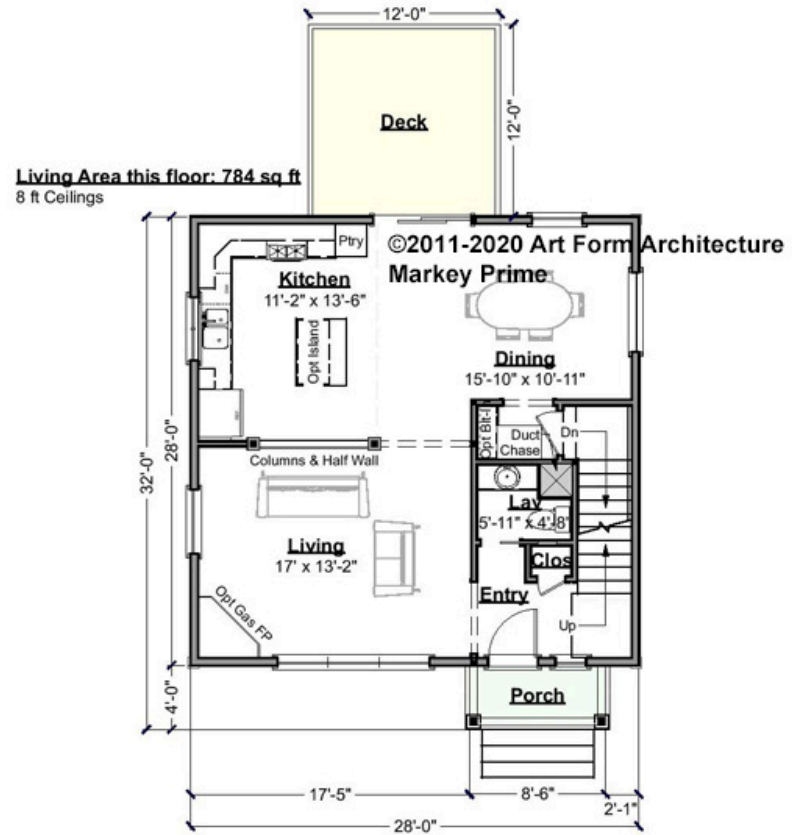 12'-0"
Deck
12'-0"
Living Area this floor: 784 sq ft
8 ft Ceilings
Ptry
©2011-2020 Art Form Architecture
Markey Prime
Kitchen
11'-2" x 13'-6"
Opt Island
Dining
15'-10" x 10'-11"
Duct
Chase
Dn
Columns & Half Wall
32'-0"
28'-0"
Lav
5'-11" x 4'-8"
Living
17' x 13'-2"
Clos
Entry
Opt Gas FP
Up
Porch
4'-0"
17'-5"
8'-6"
2'-1"
28'-0"